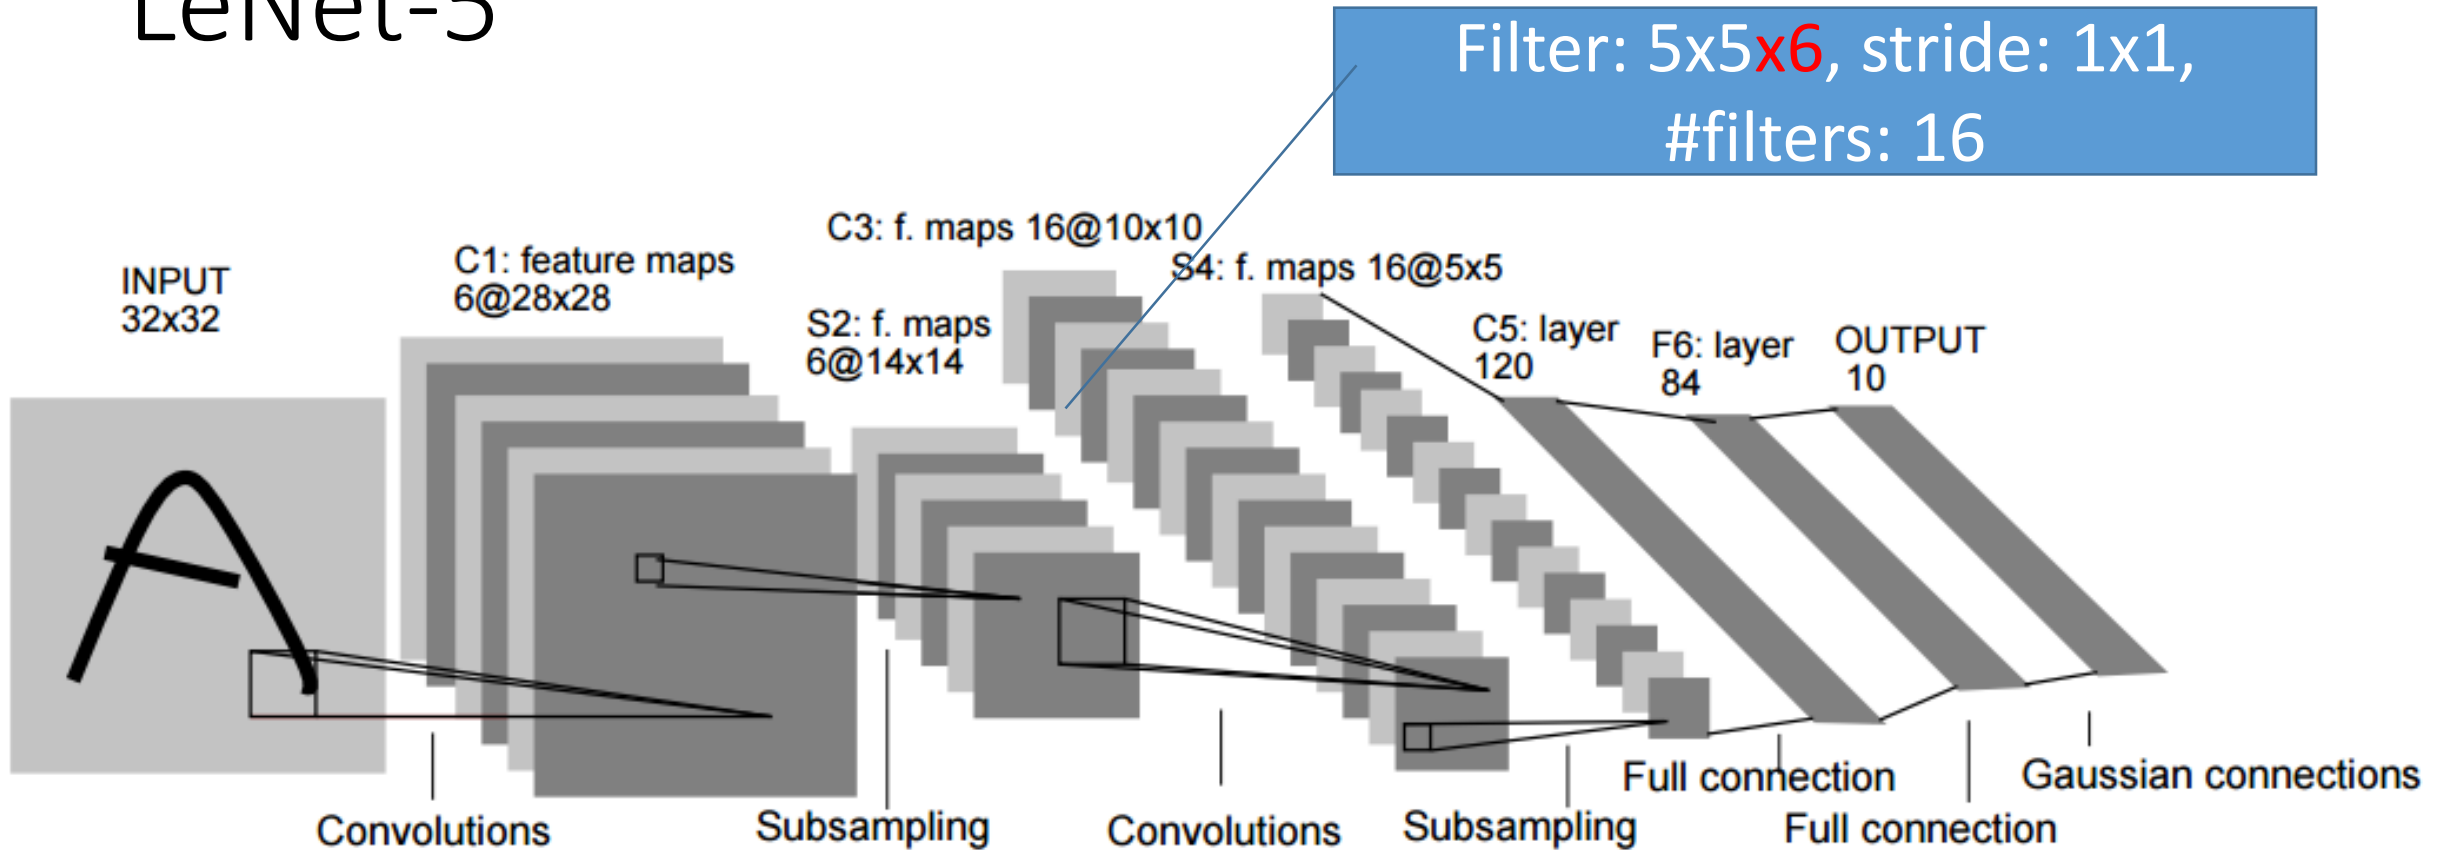 LeNet-5
Filter: 5x5x6, stride: 1x1,
#filters: 16
C3: f. maps 16@10x10
S4: f. maps 16@5x5
INPUT
32x32
C1: feature maps
6@28x28
S2: f. maps
6@14x14
C5: layer
120
F6: layer
84
OUTPUT
10
A
Convolutions
Subsampling
Convolutions
Subsampling
Full connection
Full connection
Gaussian connections